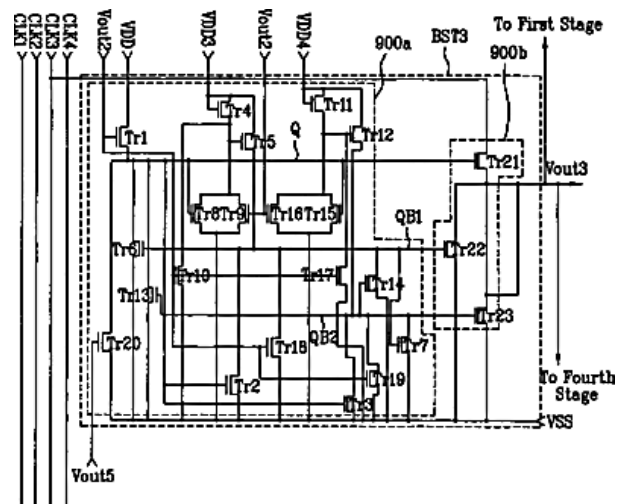 CLK1
CLK2
CLK3
CLK4
Vout2
VDD
VDD3
Vout2
VDD4
900a
BST3
900b
To First Stage
Tr1
Tr4
Tr5
Tr11
Tr12
Q
Tr21
Vout3
Tr8
Tr9
Tr16
Tr15
QB1
Tr6
Tr22
Tr10
Tr17
Tr14
Tr13
QB2
Tr23
Tr20
Tr18
Tr7
Tr2
Tr19
Tr3
To Fourth
Stage
VSS
Vout5